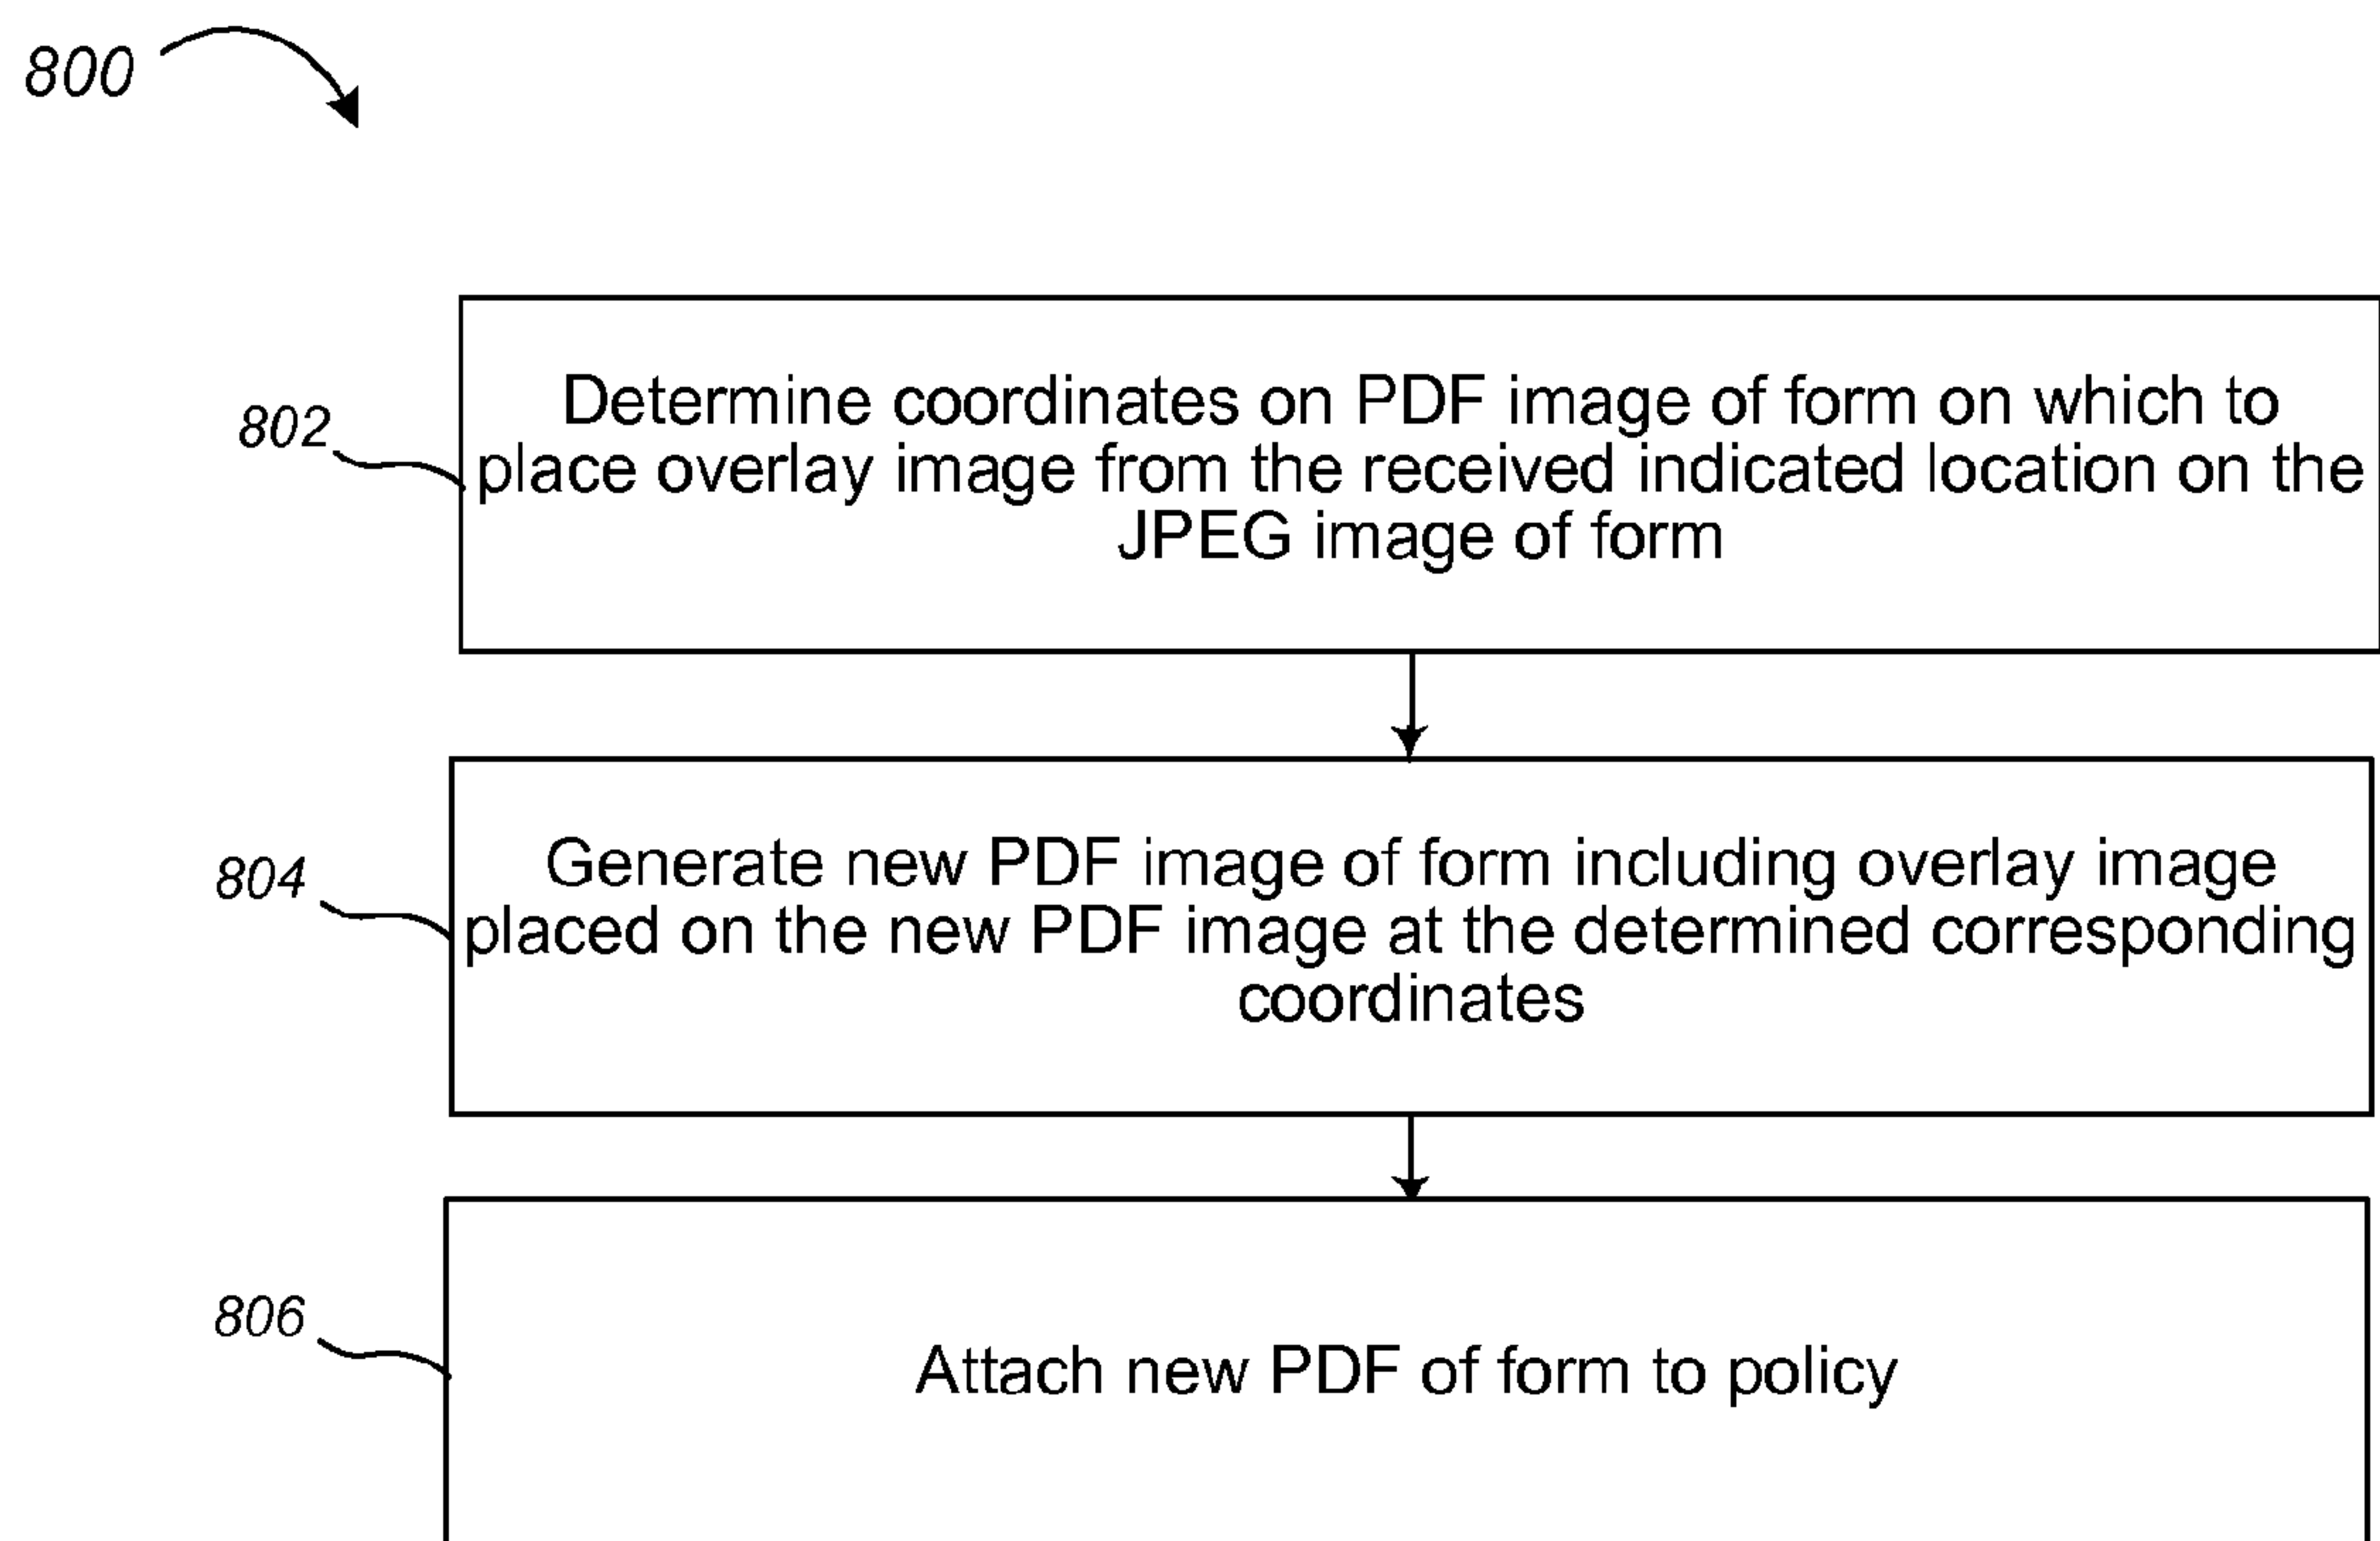 800
802
Determine coordinates on PDF image of form on which to
place overlay image from the received indicated location on the
JPEG image of form
804
Generate new PDF image of form including overlay image
placed on the new PDF image at the determined corresponding
coordinates
806
Attach new PDF of form to policy